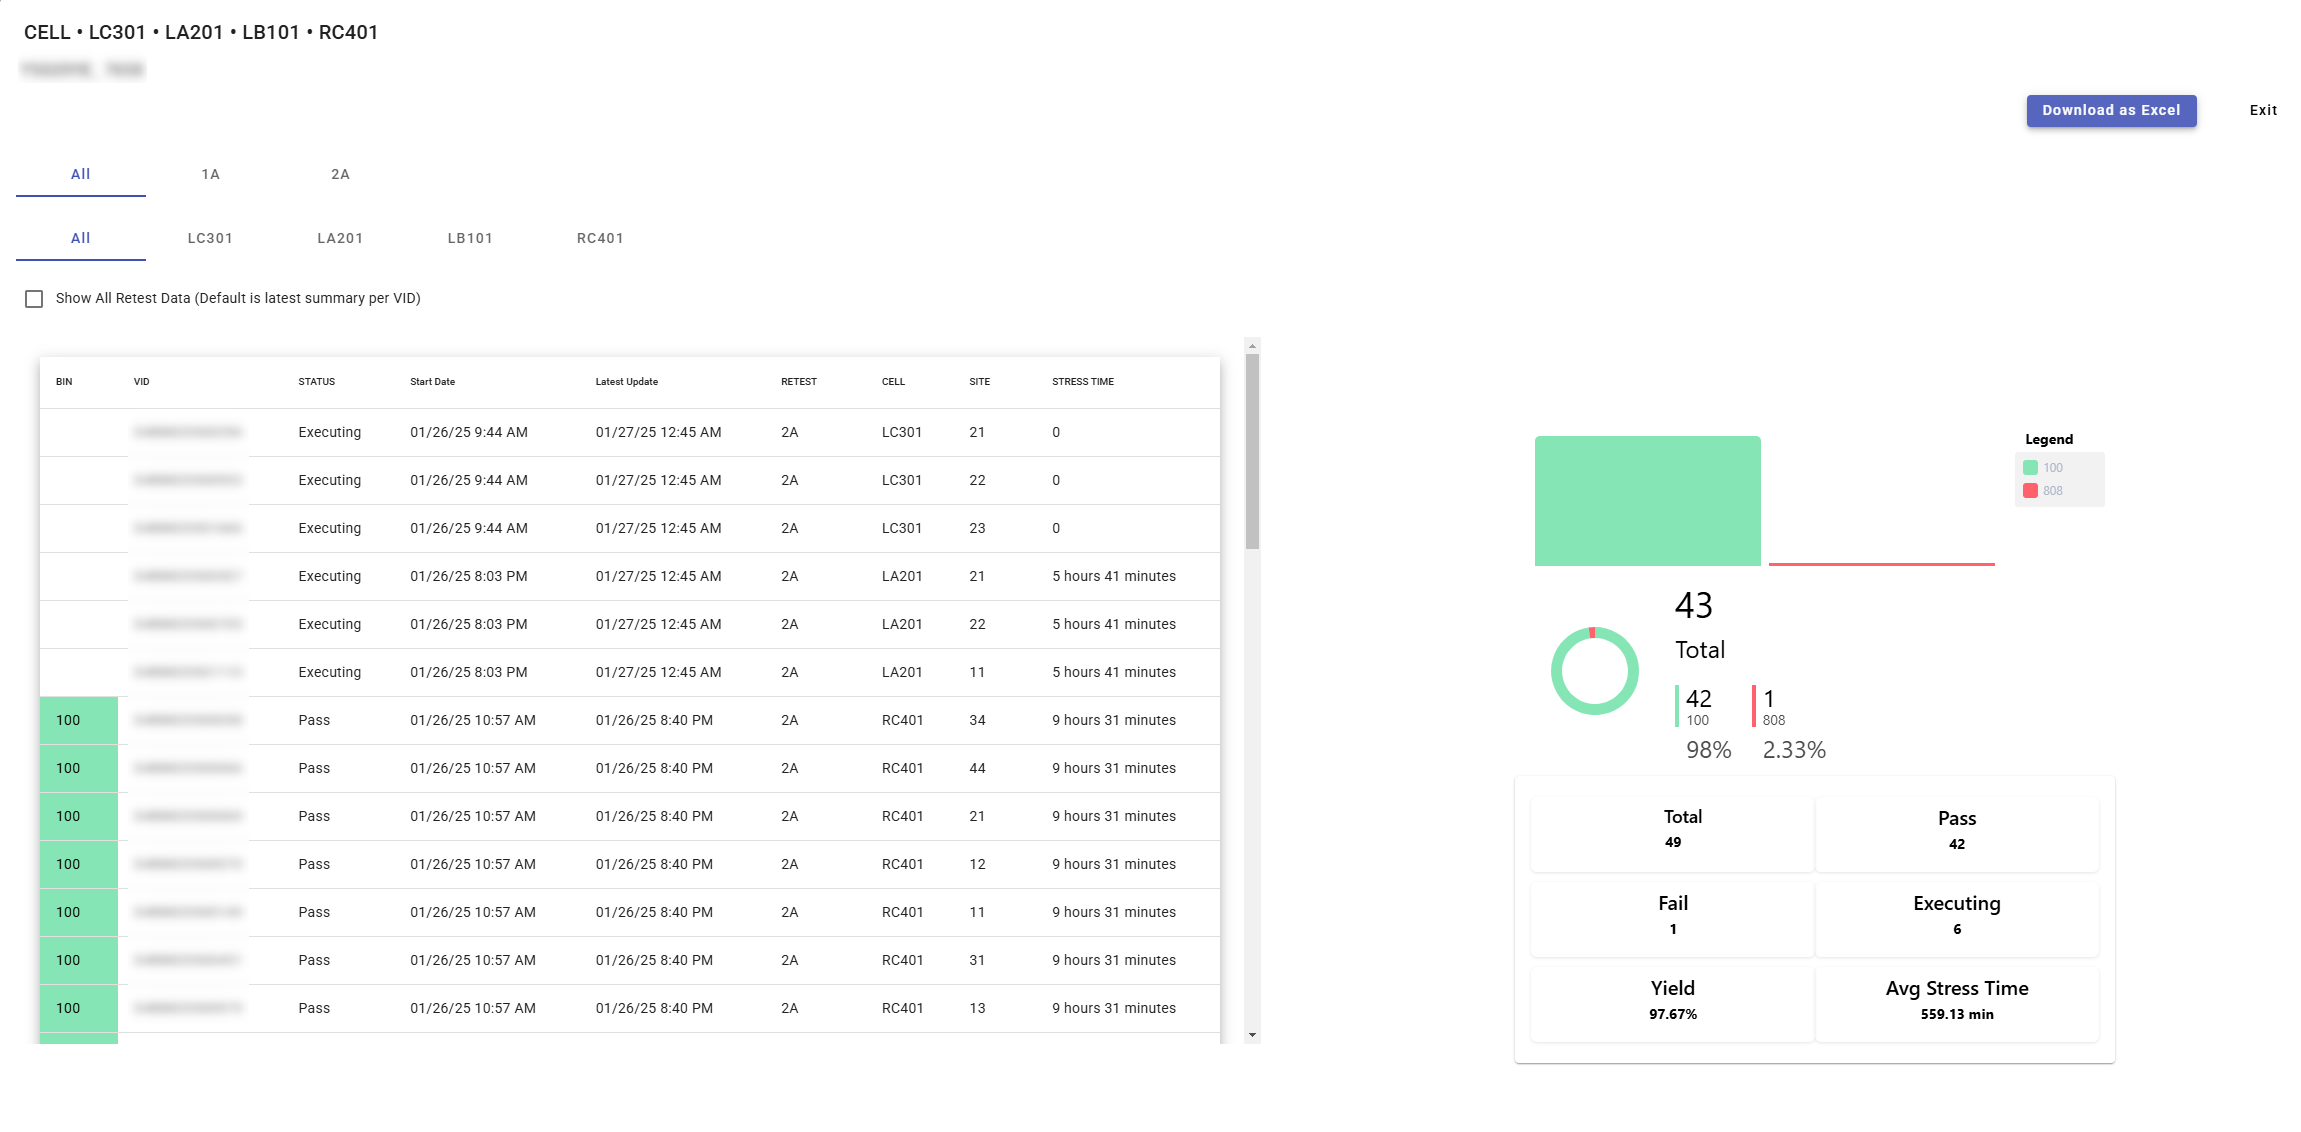 CELL • LC301 • LA201 • LB101 • RC401
Download as Excel Exit
All 1A 2A
All LC301 LA201 LB101 RC401
Show All Retest Data (Default is latest summary per VID)
BIN VID STATUS Start Date Latest Update RETEST CELL SITE STRESS TIME
Executing 01/26/25 9:44 AM 01/27/25 12:45 AM 2A LC301 21 0
Executing 01/26/25 9:44 AM 01/27/25 12:45 AM 2A LC301 22 0
Executing 01/26/25 9:44 AM 01/27/25 12:45 AM 2A LC301 23 0
Executing 01/26/25 8:03 PM 01/27/25 12:45 AM 2A LA201 21 5 hours 41 minutes
Executing 01/26/25 8:03 PM 01/27/25 12:45 AM 2A LA201 22 5 hours 41 minutes
Executing 01/26/25 8:03 PM 01/27/25 12:45 AM 2A LA201 11 5 hours 41 minutes
100 Pass 01/26/25 10:57 AM 01/26/25 8:40 PM 2A RC401 34 9 hours 31 minutes
100 Pass 01/26/25 10:57 AM 01/26/25 8:40 PM 2A RC401 44 9 hours 31 minutes
100 Pass 01/26/25 10:57 AM 01/26/25 8:40 PM 2A RC401 21 9 hours 31 minutes
100 Pass 01/26/25 10:57 AM 01/26/25 8:40 PM 2A RC401 12 9 hours 31 minutes
100 Pass 01/26/25 10:57 AM 01/26/25 8:40 PM 2A RC401 11 9 hours 31 minutes
100 Pass 01/26/25 10:57 AM 01/26/25 8:40 PM 2A RC401 31 9 hours 31 minutes
100 Pass 01/26/25 10:57 AM 01/26/25 8:40 PM 2A RC401 13 9 hours 31 minutes
Legend
100
808
43
Total
42 1
100 808
98% 2.33%
Total Pass
49 42
Fail Executing
1 6
Yield Avg Stress Time
97.67% 559.13 min